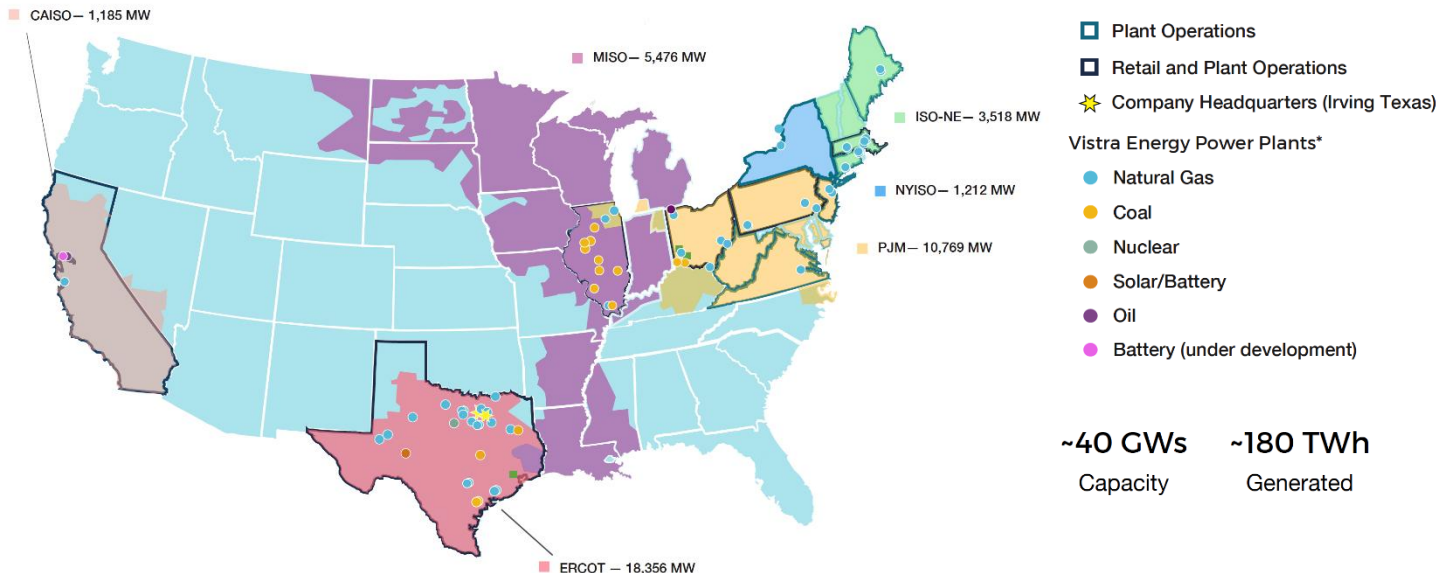 CAISO— 1,185 MW
MISO— 5,476 MW
ISO-NE— 3,518 MW
NYISO— 1,212 MW
PJM— 10,769 MW
ERCOT — 18.356 MW
Plant Operations
Retail and Plant Operations
Company Headquarters (Irving Texas)
Vistra Energy Power Plants*
Natural Gas
Coal
Nuclear
Solar/Battery
Oil
Battery (under development)
~40 GWs
Capacity
~180 TWh
Generated